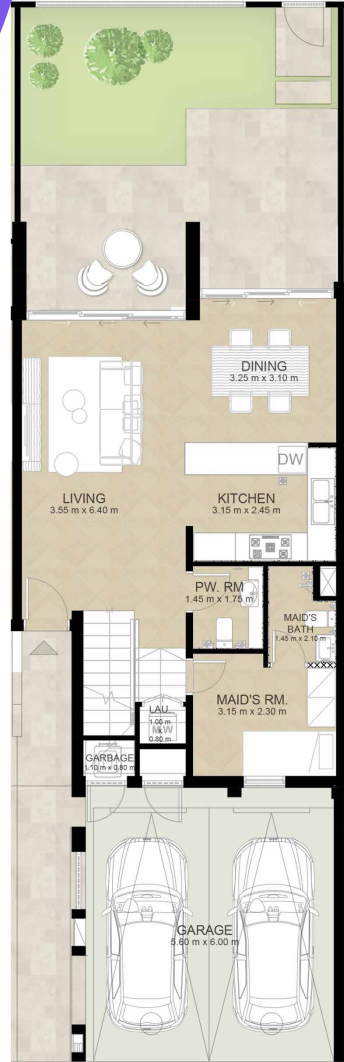 DINING
3.25 m x 3.10 m
DW
LIVING
3.55 m x 6.40 m
KITCHEN
3.15 m x 2.45 m
PW. RM
1.45 m x 1.75 m
MAID'S
BATH
1.45 m x 2.10 m
MAID'S RM.
3.15 m x 2.30 m
LAU.
1.00 m
x
0.80 m
MW
GARBAGE
1.10 m x 0.80 m
GARAGE
5.60 m x 6.00 m